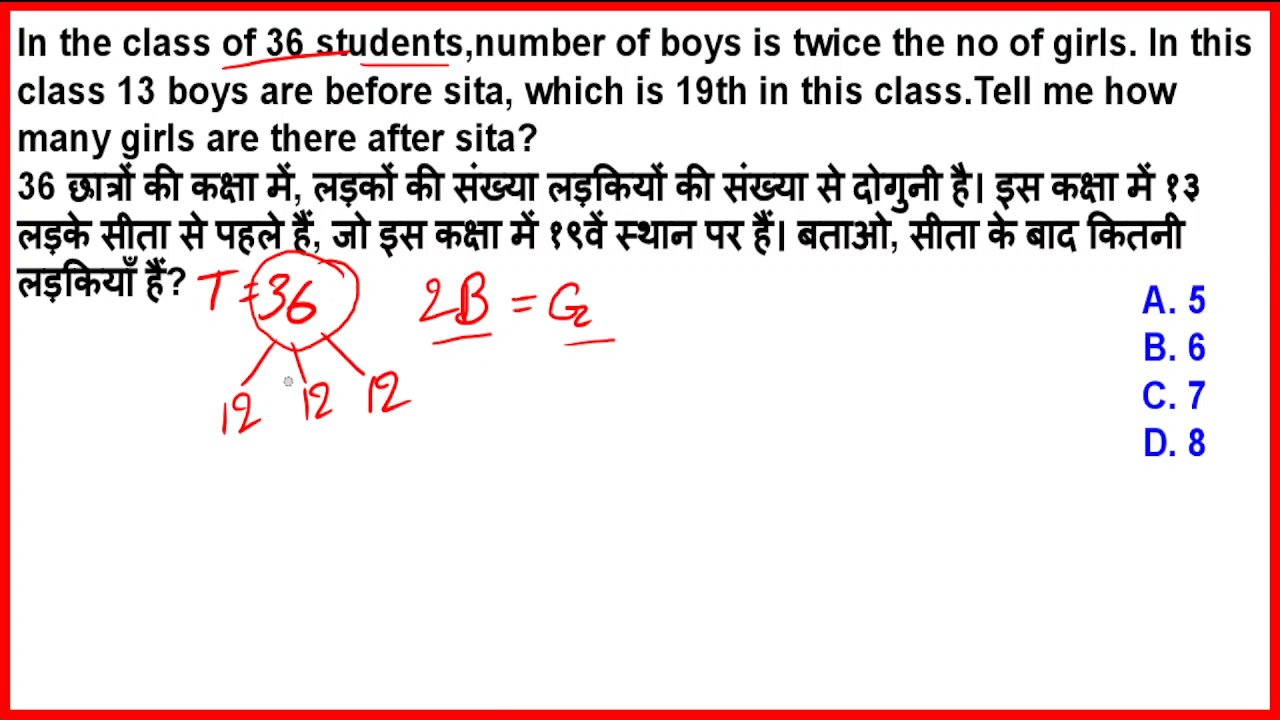 In the class of 36 students,number of boys is twice the no of girls. In this
class 13 boys are before sita, which is 19th in this class.Tell me how
many girls are there after sita?
36 छात्रों की कक्षा में, लड़कों की संख्या लड़कियों की संख्या से दोगुनी है। इस कक्षा में १३
लड़के सीता से पहले हैं, जो इस कक्षा में १९वें स्थान पर हैं। बताओ, सीता के बाद कितनी
लड़कियाँ हैं?
T = 36
2B = G
12 12 12
A. 5
B. 6
C. 7
D. 8